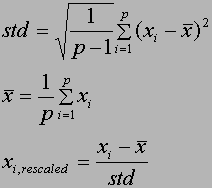 std = √(1/(p-1) Σ_{i=1}^{p} (x_i - x̄)²)
x̄ = 1/p Σ_{i=1}^{p} x_i
x_{i,rescaled} = (x_i - x̄)/std